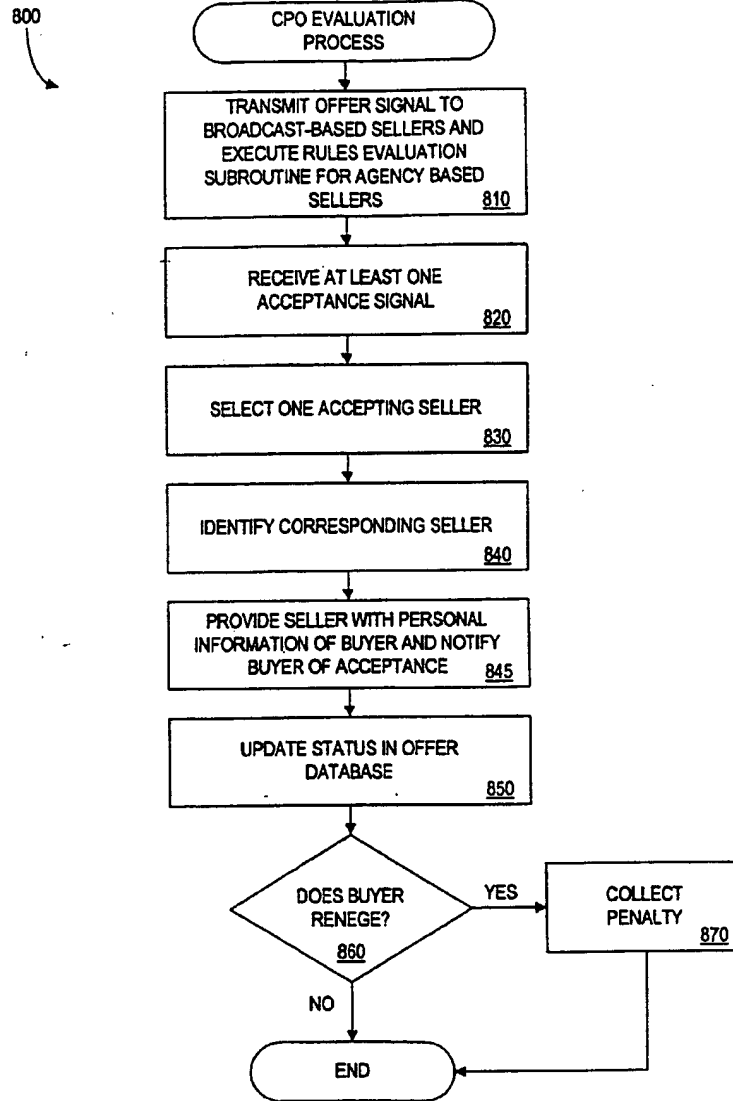 800
CPO EVALUATION
PROCESS
TRANSMIT OFFER SIGNAL TO
BROADCAST-BASED SELLERS AND
EXECUTE RULES EVALUATION
SUBROUTINE FOR AGENCY BASED
SELLERS
810
RECEIVE AT LEAST ONE
ACCEPTANCE SIGNAL
820
SELECT ONE ACCEPTING SELLER
830
IDENTIFY CORRESPONDING SELLER
840
PROVIDE SELLER WITH PERSONAL
INFORMATION OF BUYER AND NOTIFY
BUYER OF ACCEPTANCE
845
UPDATE STATUS IN OFFER
DATABASE
850
DOES BUYER
RENEGE?
860
YES
COLLECT
PENALTY
870
NO
END